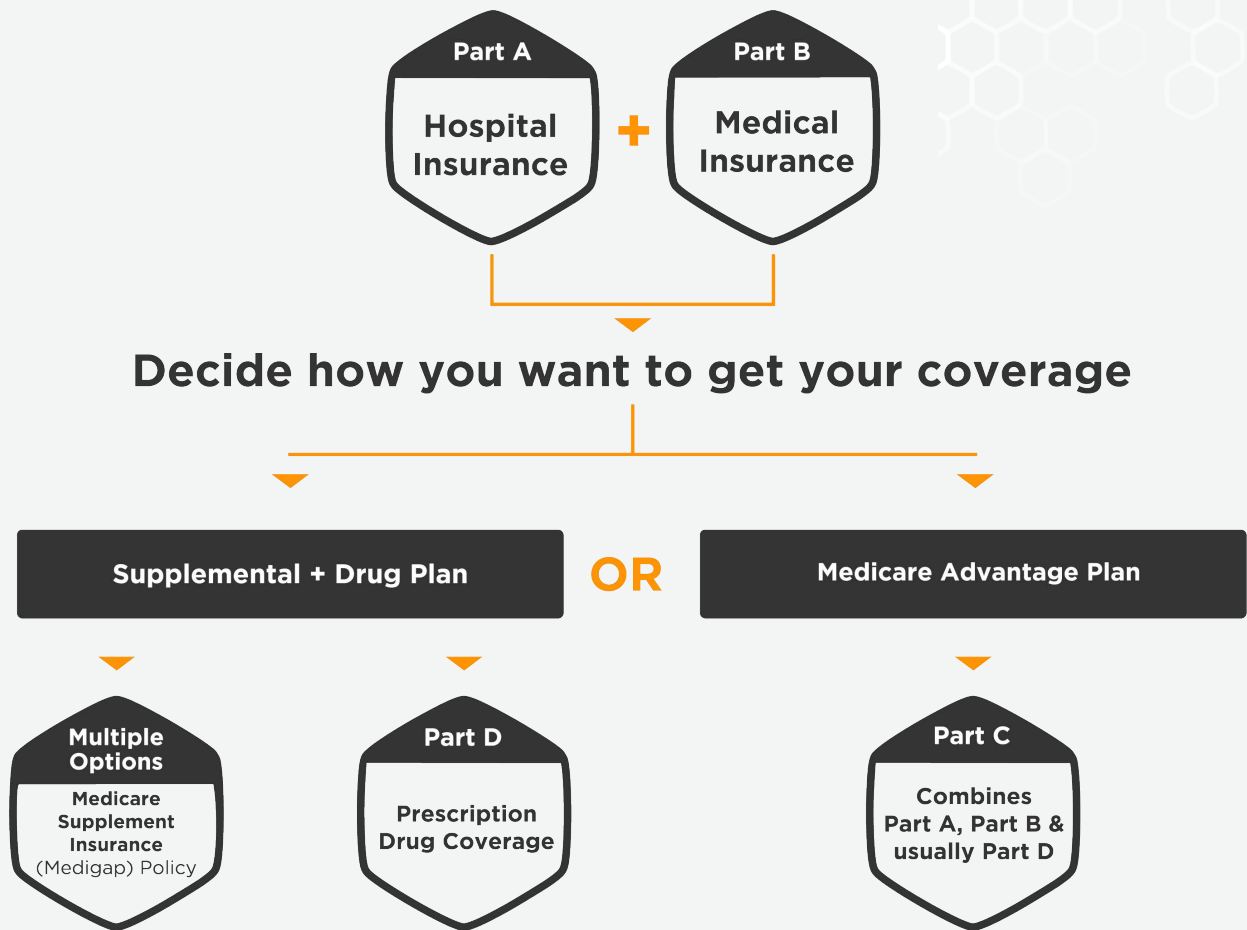 Part A
Hospital
Insurance
+
Part B
Medical
Insurance
Decide how you want to get your coverage
Supplemental + Drug Plan
OR
Medicare Advantage Plan
Multiple
Options
Medicare
Supplement
Insurance
(Medigap) Policy
Part D
Prescription
Drug Coverage
Part C
Combines
Part A, Part B &
usually Part D